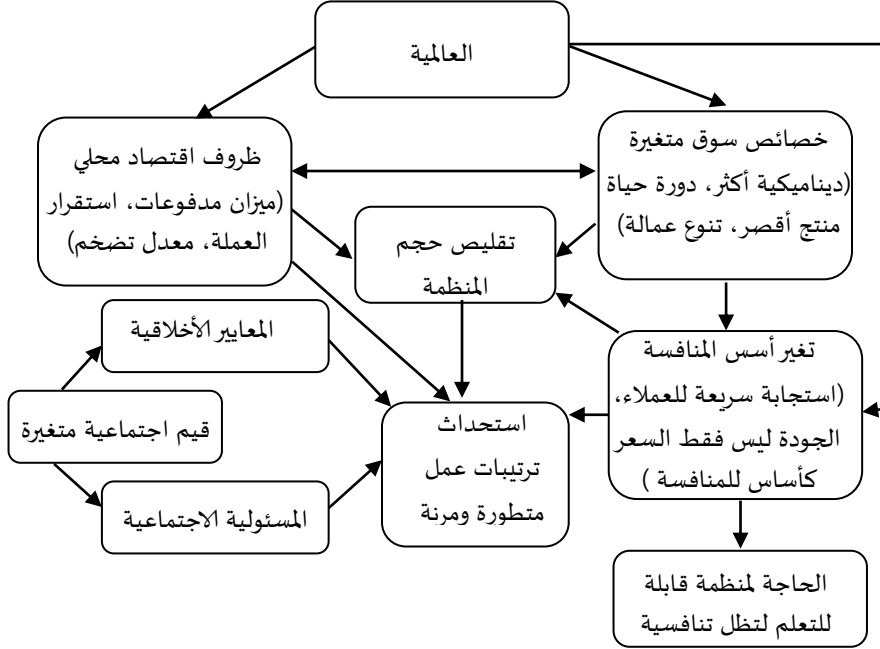 العالمية
خصائص سوق متغيرة
(ديناميكية أكثر، دورة حياة
منتج أقصر، تنوع عمالة)
ظروف اقتصاد محلي
(ميزان مدفوعات، استقرار
العملة، معدل تضخم)
تقليص حجم
المنظمة
المعايير الأخلاقية
تغير أسس المنافسة
(استجابة سريعة للعملاء،
الجودة ليس فقط السعر
كأساس للمنافسة )
قيم اجتماعية متغيرة
استحداث
ترتيبات عمل
متطورة ومرنة
المسئولية الاجتماعية
الحاجة لمنظمة قابلة
للتعلم لتظل تنافسية